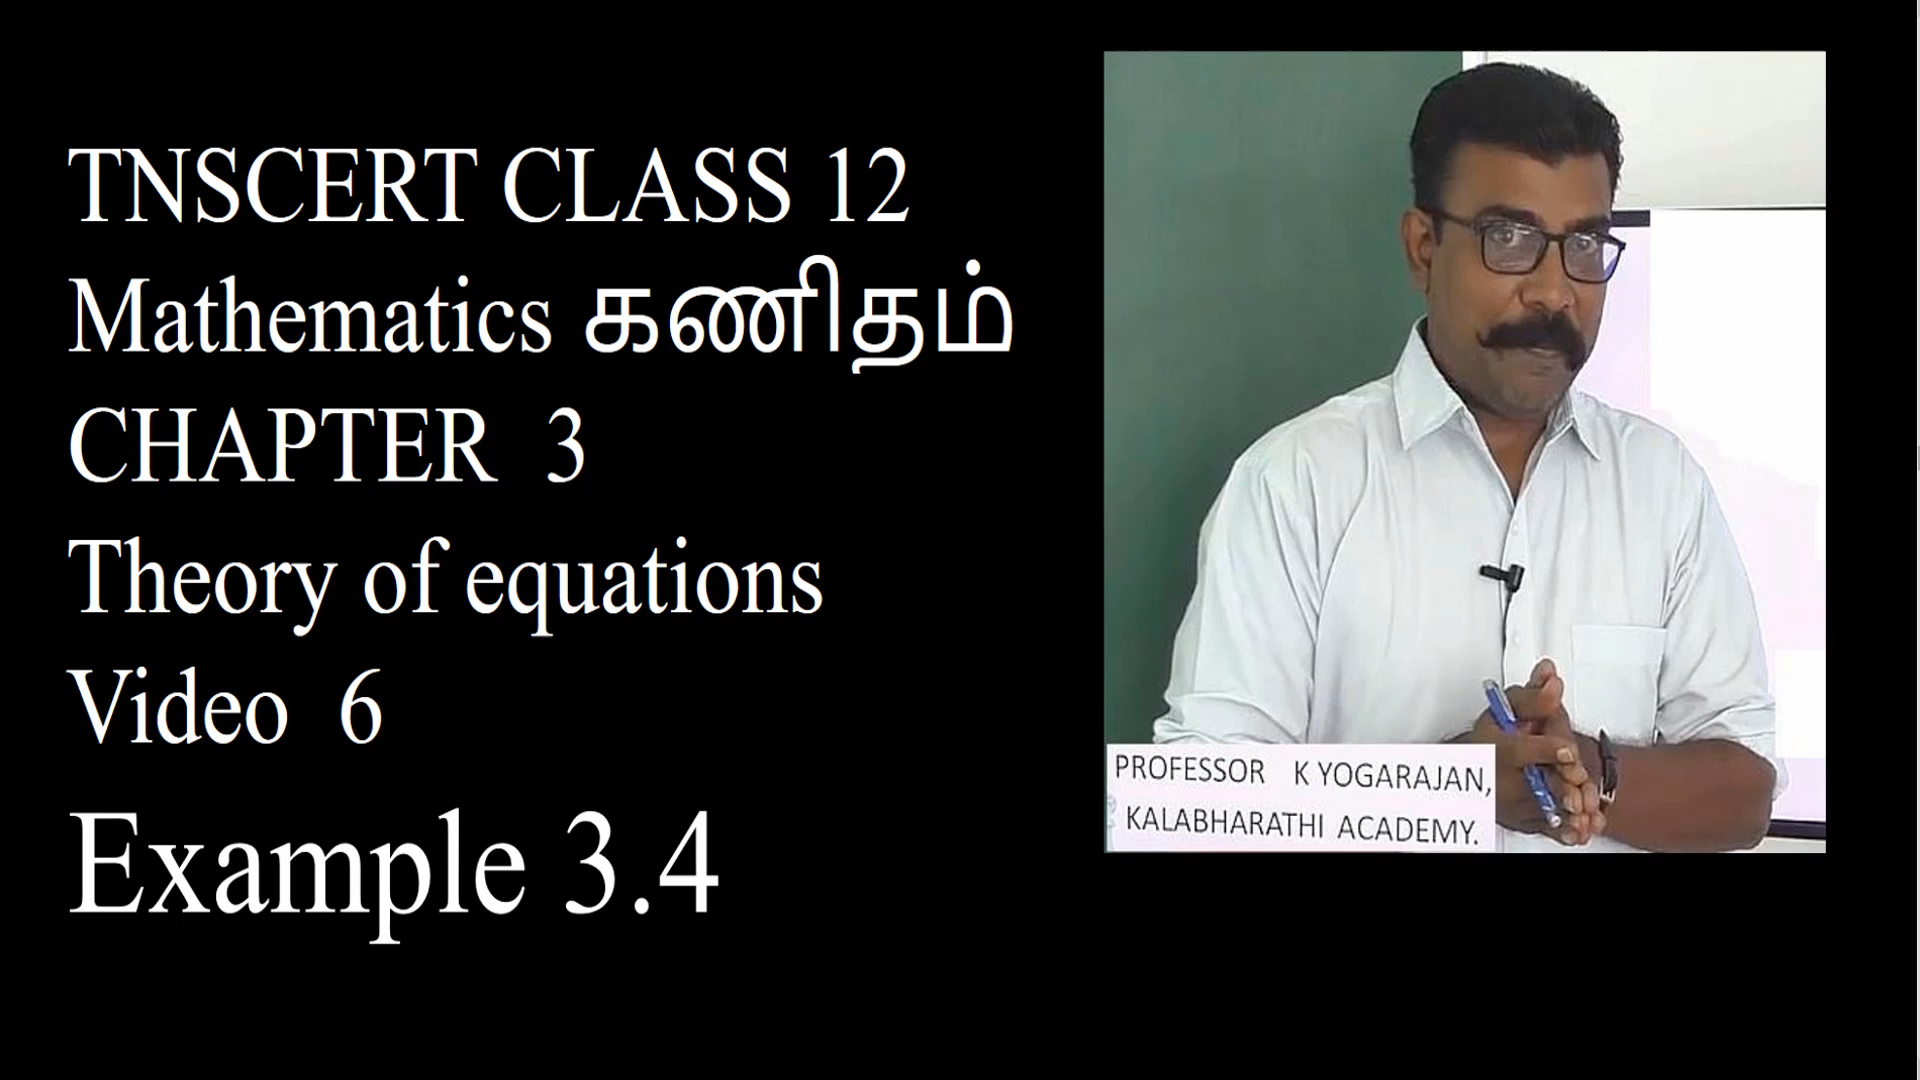 TNSCERT CLASS 12
Mathematics கணிதம்
CHAPTER 3
Theory of equations
Video 6
Example 3.4
PROFESSOR K YOGARAJAN,
KALABHARATHI ACADEMY.